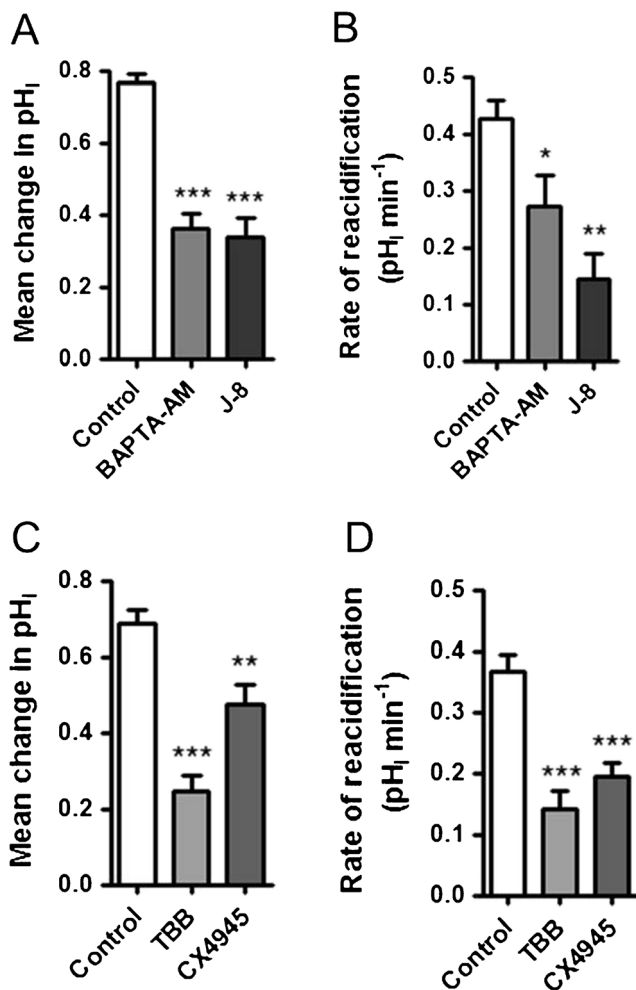 A
Mean change in pHI
0.8
0.6
0.4
0.2
0.0
***
***
Control
BAPTA-AM
J-8
B
Rate of reacidification
(pHI min-1)
0.5
0.4
0.3
0.2
0.1
0.0
*
**
Control
BAPTA-AM
J-8
C
Mean change in pHI
0.8
0.6
0.4
0.2
0.0
***
**
Control
TBB
CX4945
D
Rate of reacidification
(pHI min-1)
0.5
0.4
0.3
0.2
0.1
0.0
***
***
Control
TBB
CX4945